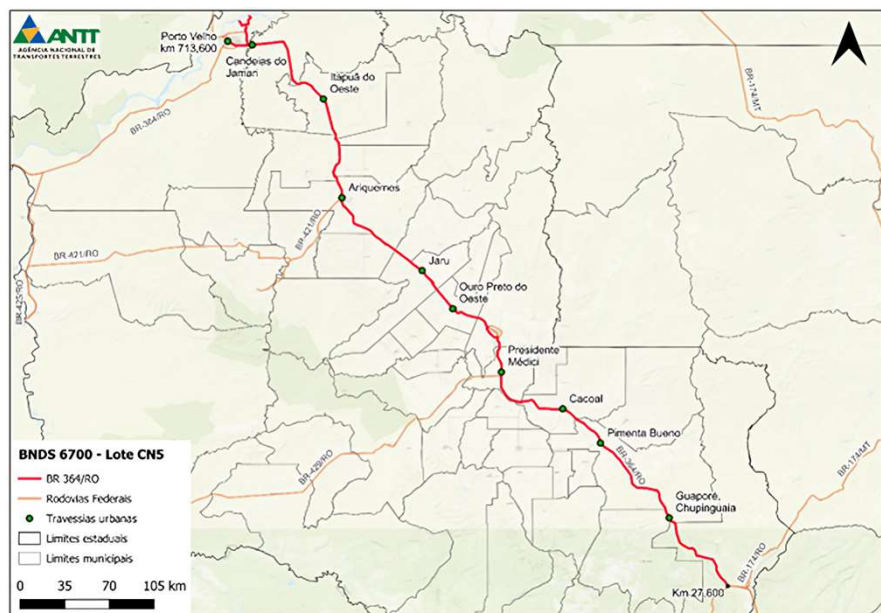 ANTT
AGÊNCIA NACIONAL DE
TRANSPORTES TERRESTRES
Porto Velho
km 713,600
Candeias do
Jamari
Itapuã do
Oeste
BR-174/MT
BR-364/RO
Ariquemes
BR-421/RO
BR-421/RO
BR-425/RO
Jaru
Ouro Preto do
Oeste
Presidente
Médici
Cacoal
Pimenta Bueno
BR-364/RO
BR-429/RO
BR-174/MT
Guaporé,
Chupinguaia
BR-174/RO
Km 27,600
BNDS 6700 - Lote CN5
BR 364/RO
Rodovias Federais
Travessias urbanas
Limites estaduais
Limites municipais
0 35 70 105 km